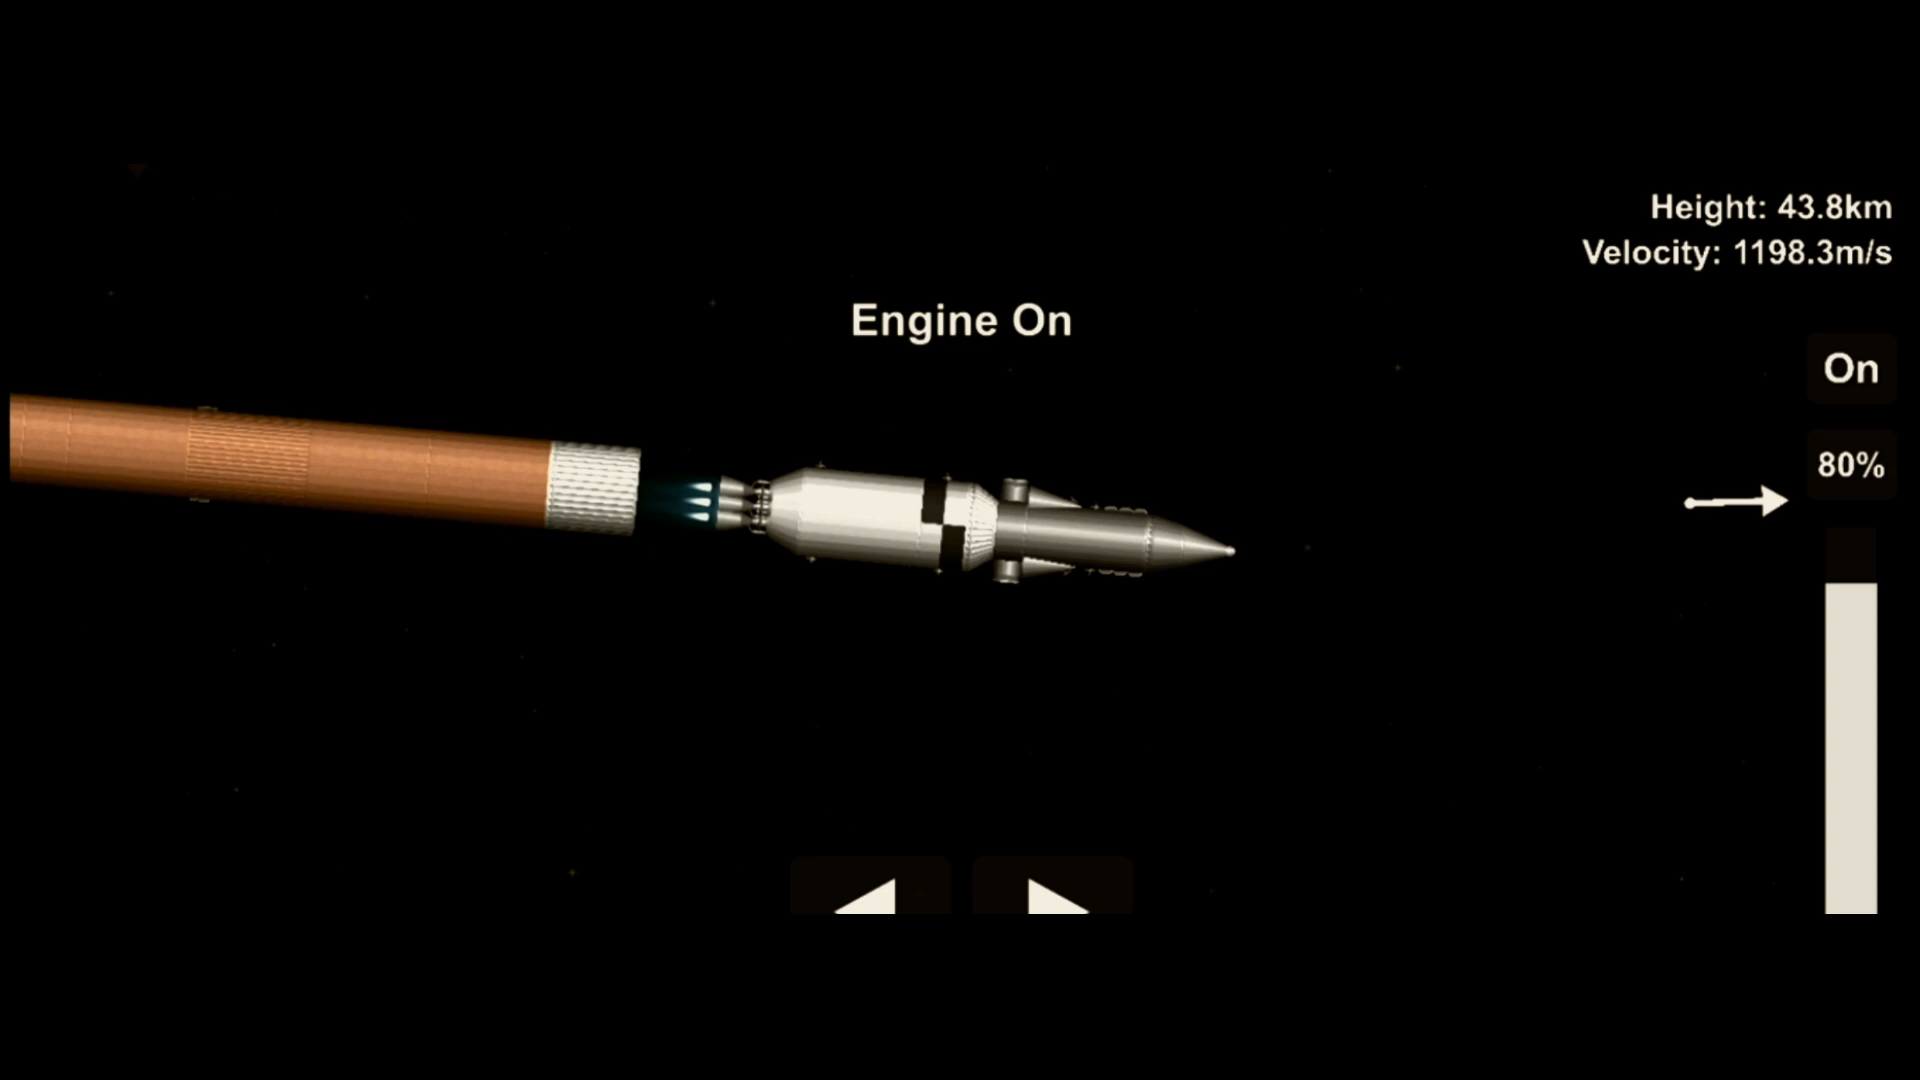 Height: 43.8km
Velocity: 1198.3m/s
Engine On
On
80%